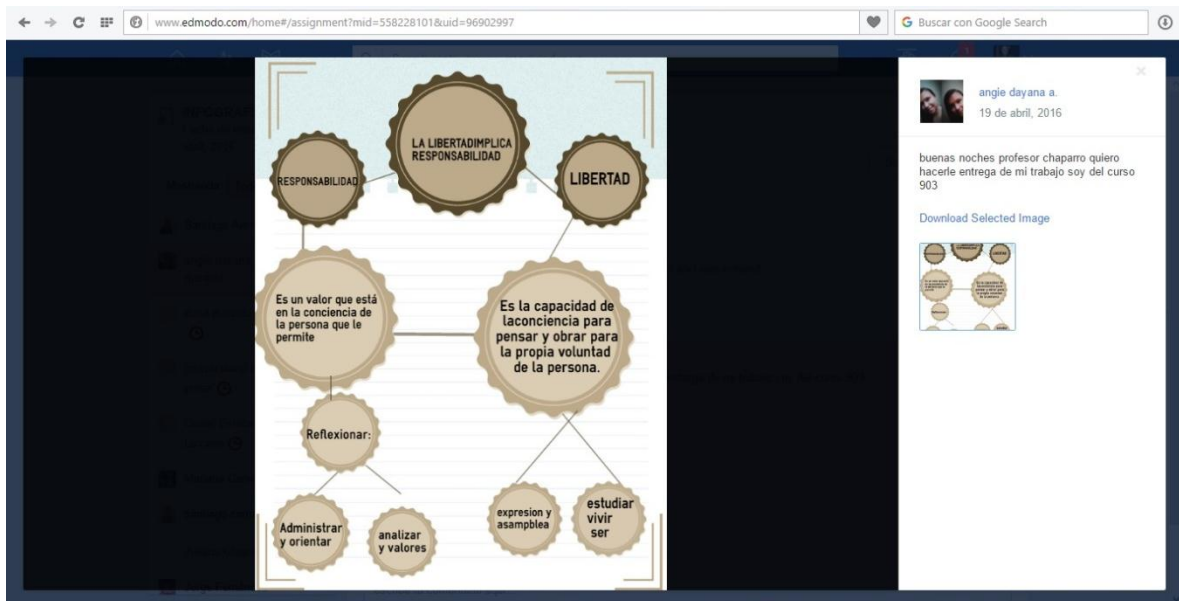 www.edmodo.com/home#/assignment?mid=558228101&uid=96902997
Buscar con Google Search
LA LIBERTADIMPLICA
RESPONSABILIDAD
RESPONSABILIDAD
LIBERTAD
Es un valor que está
en la conciencia de
la persona que le
permite
Es la capacidad de
laconciencia para
pensar y obrar para
la propia voluntad
de la persona.
Reflexionar:
Administrar
y orientar
analizar
y valores
expresion y
asampblea
estudiar
vivir
ser
angie dayana a.
19 de abril, 2016
buenas noches profesor chaparro quiero
hacerle entrega de mi trabajo soy del curso
903
Download Selected Image